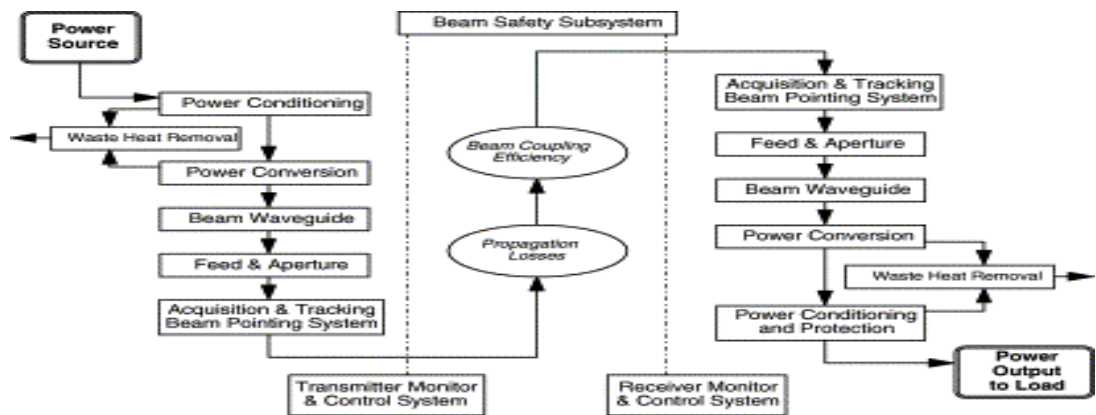 Power
Source
Beam Safety Subsystem
Power Conditioning
Waste Heat Removal
Power Conversion
Beam Waveguide
Feed & Aperture
Acquisition & Tracking
Beam Pointing System
Transmitter Monitor
& Control System
Propagation
Losses
Beam Coupling
Efficiency
Receiver Monitor
& Control System
Acquisition & Tracking
Beam Pointing System
Feed & Aperture
Beam Waveguide
Power Conversion
Waste Heat Removal
Power Conditioning
and Protection
Power
Output
to Load